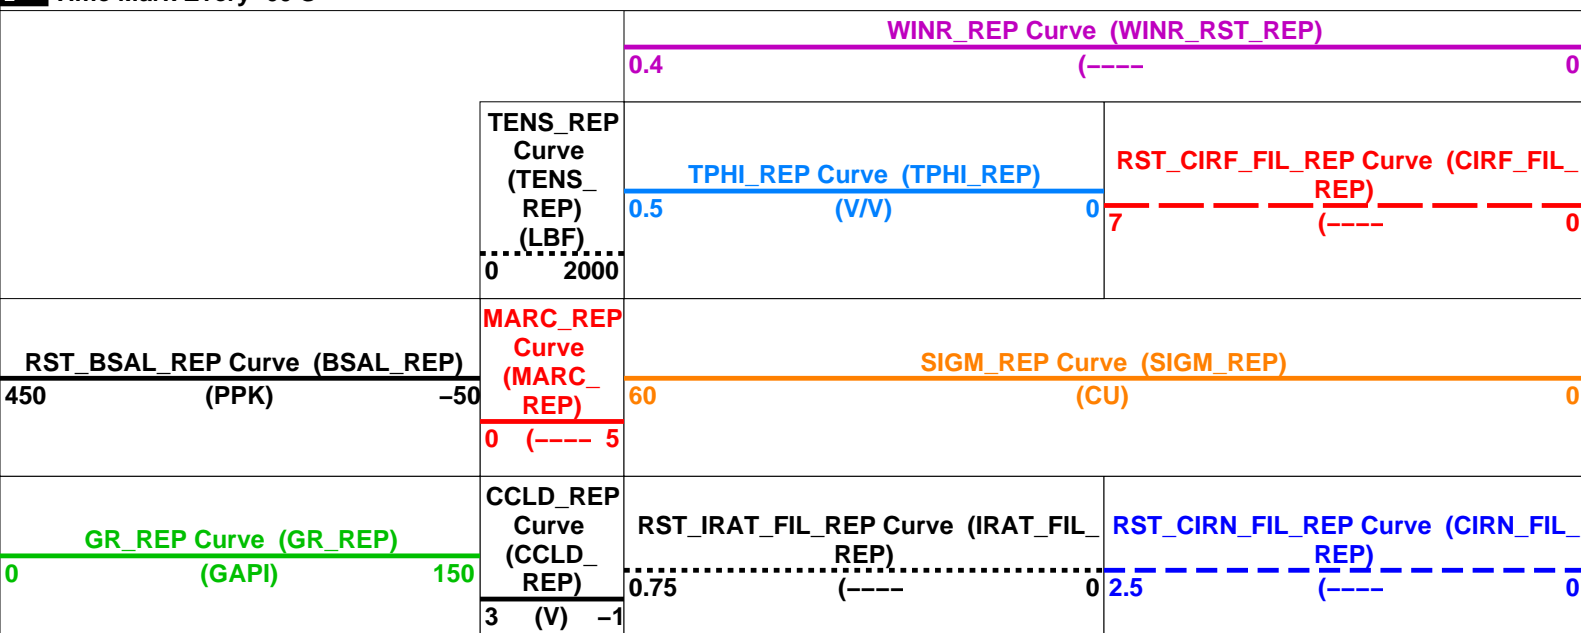 WINR_REP Curve (WINR_RST_REP)
0.4 (---- 0
TENS_REP
Curve
(TENS_
REP)
(LBF)
0 2000
TPHI_REP Curve (TPHI_REP)
0.5 (V/V) 0
RST_CIRF_FIL_REP Curve (CIRF_FIL_
REP)
7 (---- 0
RST_BSAL_REP Curve (BSAL_REP)
450 (PPK) -50
MARC_REP
Curve
(MARC_
REP)
0 (---- 5
SIGM_REP Curve (SIGM_REP)
60 (CU) 0
GR_REP Curve (GR_REP)
0 (GAPI) 150
CCLD_REP
Curve
(CCLD_
REP)
3 (V) -1
RST_IRAT_FIL_REP Curve (IRAT_FIL_
REP)
0.75 (---- 0
RST_CIRN_FIL_REP Curve (CIRN_FIL_
REP)
2.5 (---- 0